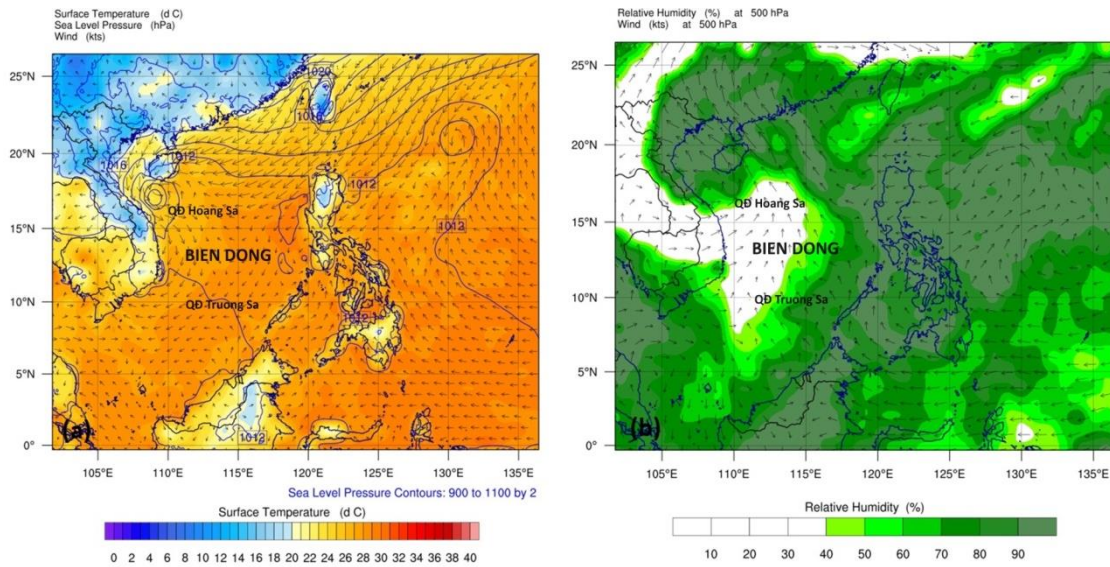 Surface Temperature (d C)
Sea Level Pressure (hPa)
Wind (kts)
25°N
20°N
15°N
10°N
5°N
0°
1020
1016
1016
1012
1012
1012
1012
1012
QĐ Hoang Sa
BIEN DONG
QĐ Truong Sa
(a)
105°E 110°E 115°E 120°E 125°E 130°E 135°E
Sea Level Pressure Contours: 900 to 1100 by 2
Surface Temperature (d C)
0 2 4 6 8 10 12 14 16 18 20 22 24 26 28 30 32 34 36 38 40
Relative Humidity (%) at 500 hPa
Wind (kts) at 500 hPa
25°N
20°N
15°N
10°N
5°N
0°
QĐ Hoang Sa
BIEN DONG
QĐ Truong Sa
(b)
105°E 110°E 115°E 120°E 125°E 130°E 135°E
Relative Humidity (%)
10 20 30 40 50 60 70 80 90